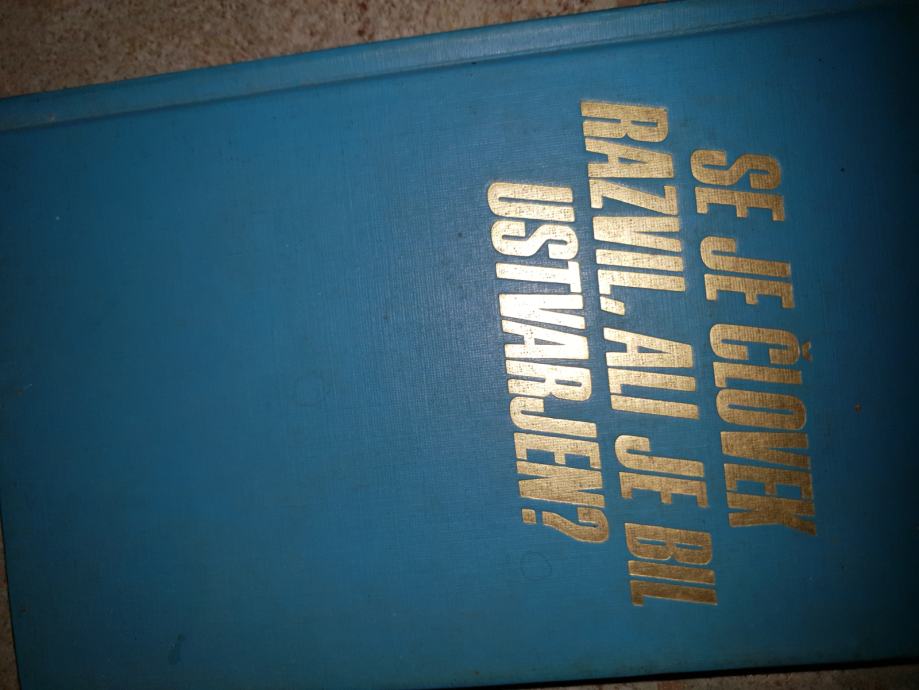 SE JE ČLOVEK
RAZVIL, ALI JE BIL
USTVARJEN?